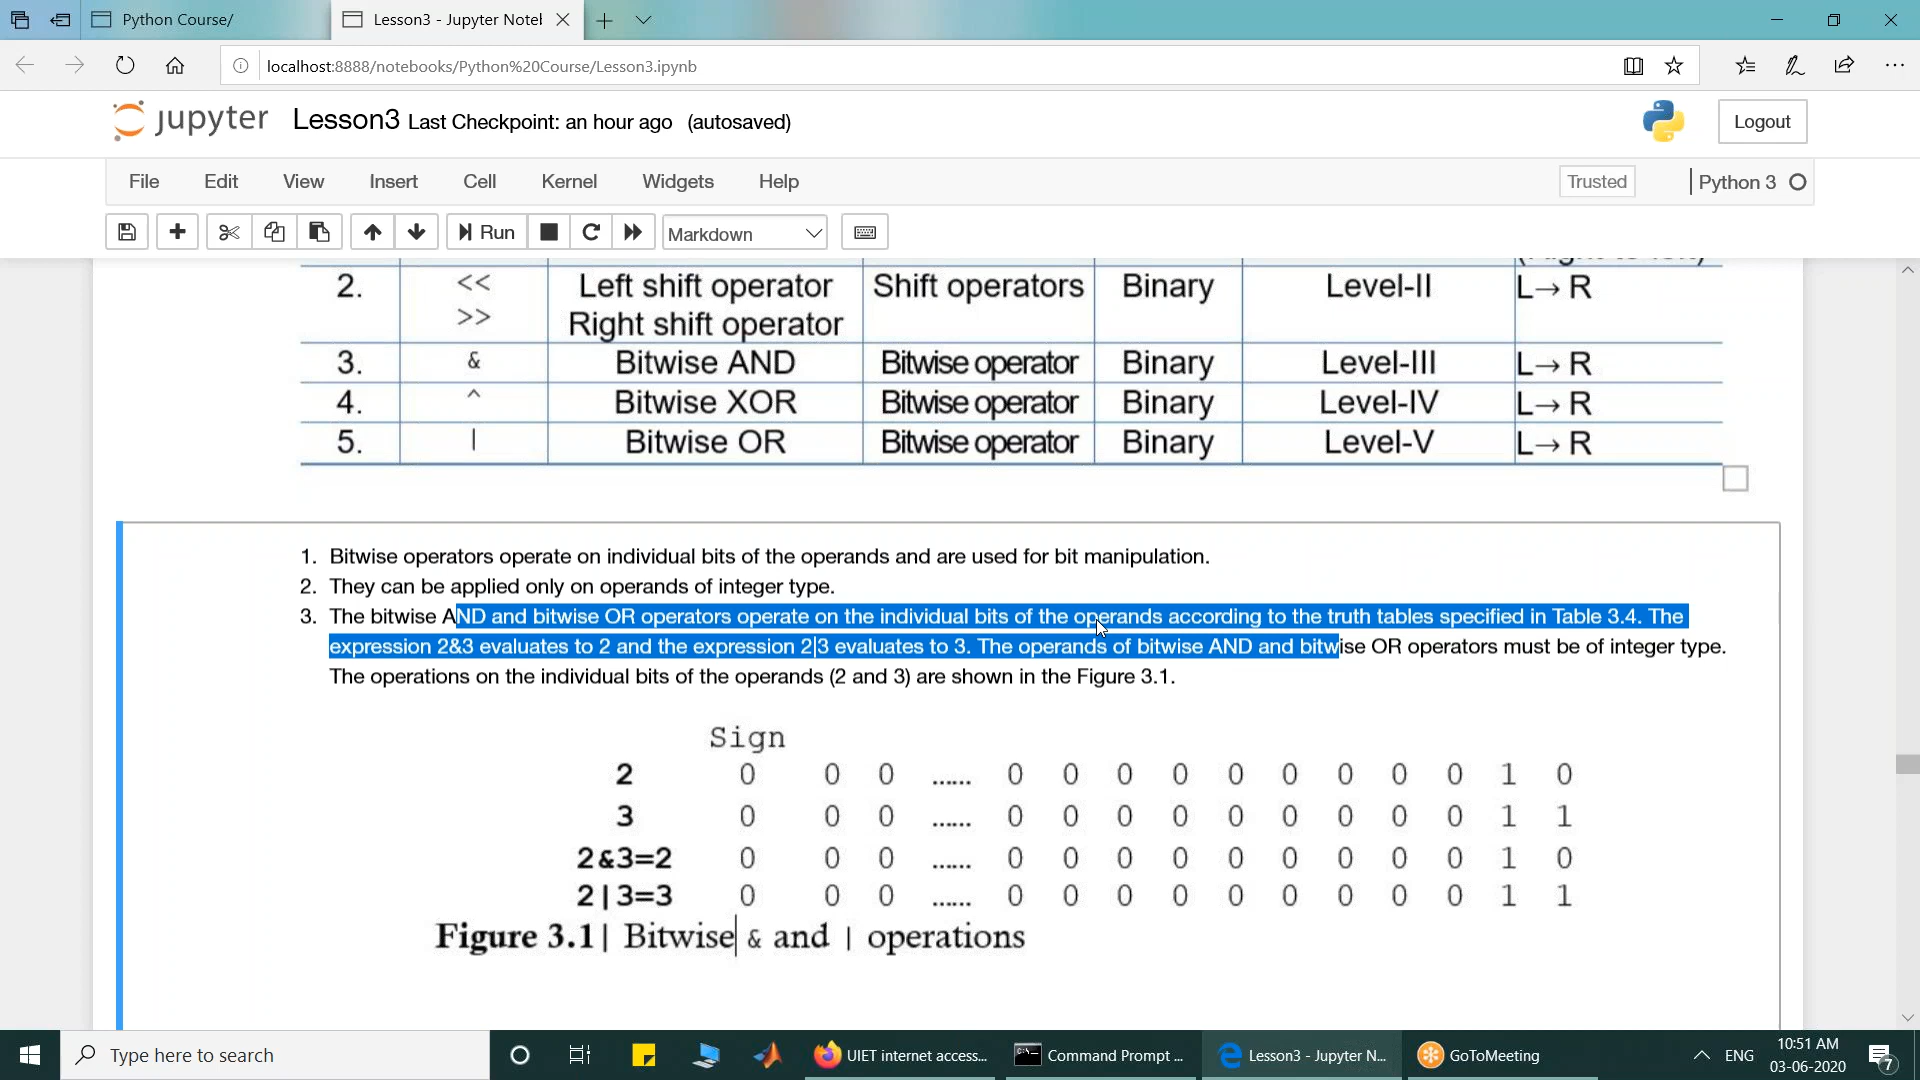 Python Course/
Lesson3 - Jupyter Notel
localhost:8888/notebooks/Python%20Course/Lesson3.ipynb
jupyter Lesson3 Last Checkpoint: an hour ago (autosaved)
Logout
File Edit View Insert Cell Kernel Widgets Help
Trusted
Python 3
Run
Markdown
2. << Left shift operator Shift operators Binary Level-II L→ R
>> Right shift operator
3. & Bitwise AND Bitwise operator Binary Level-III L→ R
4. ^ Bitwise XOR Bitwise operator Binary Level-IV L→ R
5. | Bitwise OR Bitwise operator Binary Level-V L→ R
1. Bitwise operators operate on individual bits of the operands and are used for bit manipulation.
2. They can be applied only on operands of integer type.
3. The bitwise AND and bitwise OR operators operate on the individual bits of the operands according to the truth tables specified in Table 3.4. The
expression 2&3 evaluates to 2 and the expression 2|3 evaluates to 3. The operands of bitwise AND and bitwise OR operators must be of integer type.
The operations on the individual bits of the operands (2 and 3) are shown in the Figure 3.1.
Sign
2 0 0 0 ...... 0 0 0 0 0 0 0 0 0 1 0
3 0 0 0 ...... 0 0 0 0 0 0 0 0 0 1 1
2&3=2 0 0 0 ...... 0 0 0 0 0 0 0 0 0 1 0
2|3=3 0 0 0 ...... 0 0 0 0 0 0 0 0 0 1 1
Figure 3.1| Bitwise & and | operations
Type here to search
UIET internet access...
Command Prompt ...
Lesson3 - Jupyter N...
GoToMeeting
ENG
10:51 AM
03-06-2020
7